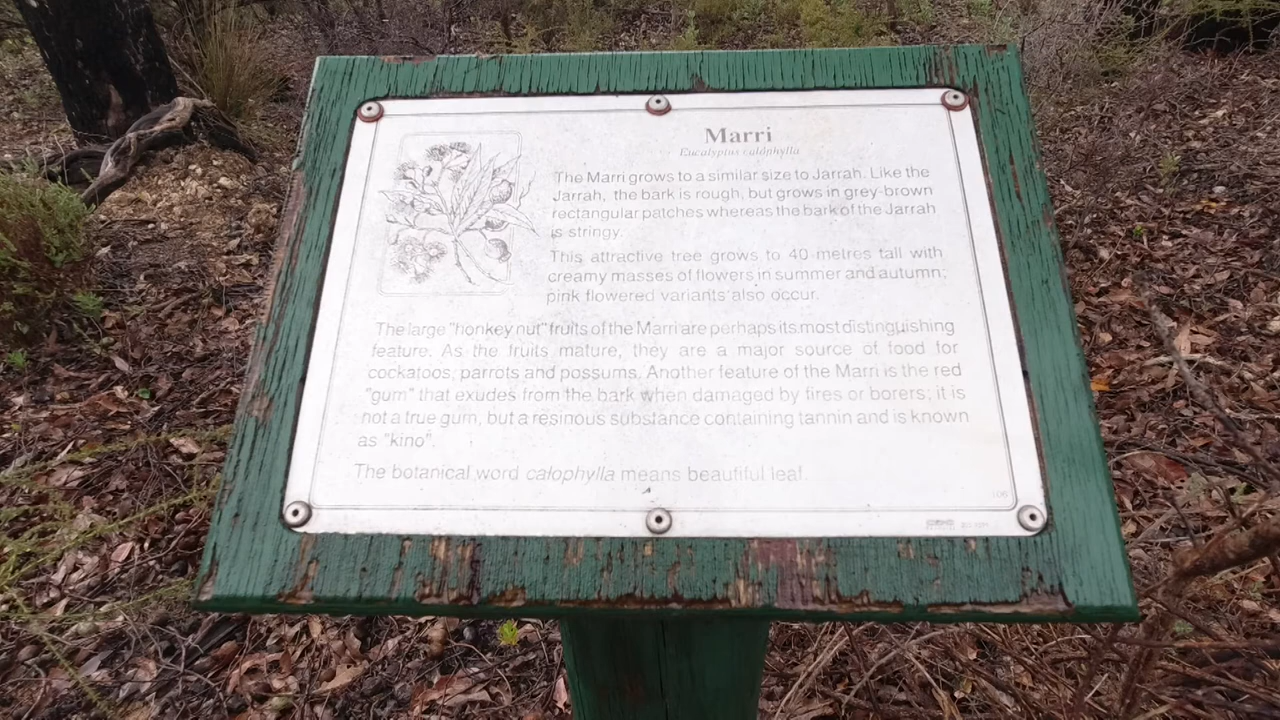 Marri
Eucalyptus calophylla
The Marri grows to a similar size to Jarrah. Like the
Jarrah, the bark is rough, but grows in grey-brown
rectangular patches whereas the bark of the Jarrah
is stringy.
This attractive tree grows to 40 metres tall with
creamy masses of flowers in summer and autumn;
pink flowered variants also occur.
The large "honkey nut" fruits of the Marri are perhaps its most distinguishing
feature. As the fruits mature, they are a major source of food for
cockatoos, parrots and possums. Another feature of the Marri is the red
"gum" that exudes from the bark when damaged by fires or borers; it is
not a true gum, but a resinous substance containing tannin and is known
as "kino".
The botanical word calophylla means beautiful leaf.
106